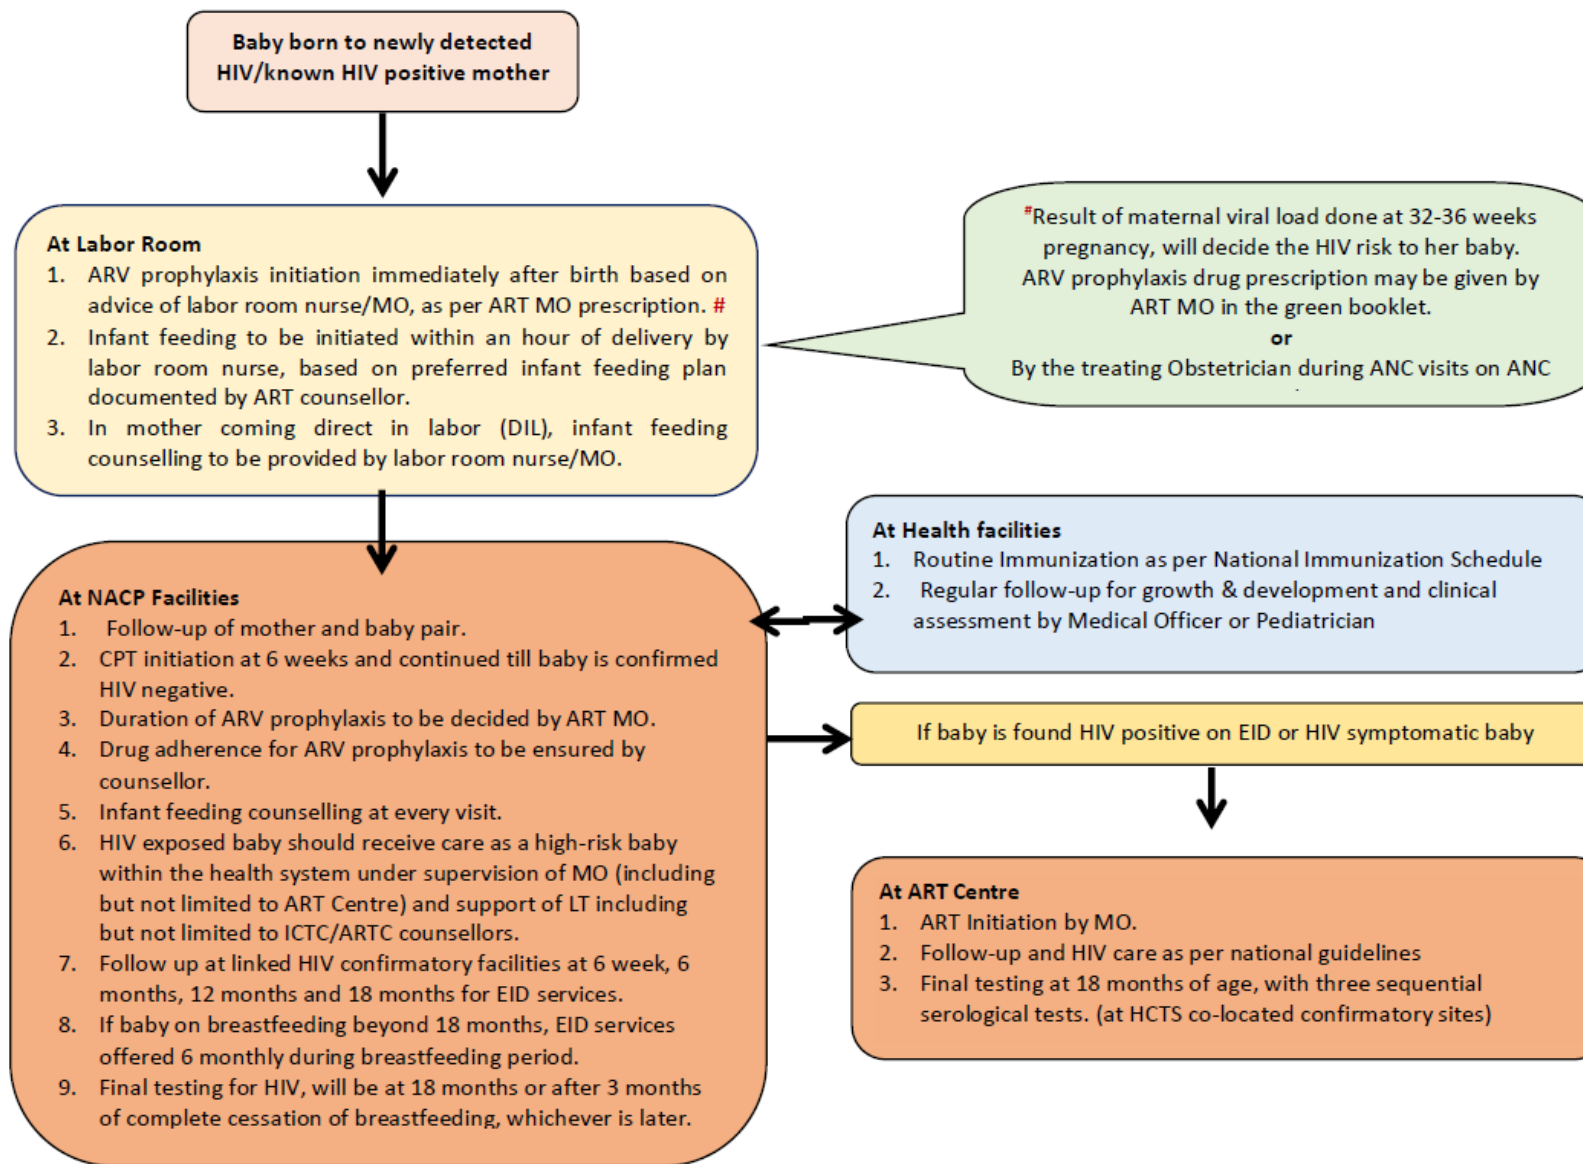 Baby born to newly detected
HIV/known HIV positive mother
At Labor Room
1. ARV prophylaxis initiation immediately after birth based on
advice of labor room nurse/MO, as per ART MO prescription. #
2. Infant feeding to be initiated within an hour of delivery by
labor room nurse, based on preferred infant feeding plan
documented by ART counsellor.
3. In mother coming direct in labor (DIL), infant feeding
counselling to be provided by labor room nurse/MO.
#Result of maternal viral load done at 32-36 weeks
pregnancy, will decide the HIV risk to her baby.
ARV prophylaxis drug prescription may be given by
ART MO in the green booklet.
or
By the treating Obstetrician during ANC visits on ANC
At NACP Facilities
1. Follow-up of mother and baby pair.
2. CPT initiation at 6 weeks and continued till baby is confirmed
HIV negative.
3. Duration of ARV prophylaxis to be decided by ART MO.
4. Drug adherence for ARV prophylaxis to be ensured by
counsellor.
5. Infant feeding counselling at every visit.
6. HIV exposed baby should receive care as a high-risk baby
within the health system under supervision of MO (including
but not limited to ART Centre) and support of LT including
but not limited to ICTC/ARTC counsellors.
7. Follow up at linked HIV confirmatory facilities at 6 week, 6
months, 12 months and 18 months for EID services.
8. If baby on breastfeeding beyond 18 months, EID services
offered 6 monthly during breastfeeding period.
9. Final testing for HIV, will be at 18 months or after 3 months
of complete cessation of breastfeeding, whichever is later.
At Health facilities
1. Routine Immunization as per National Immunization Schedule
2. Regular follow-up for growth & development and clinical
assessment by Medical Officer or Pediatrician
If baby is found HIV positive on EID or HIV symptomatic baby
At ART Centre
1. ART Initiation by MO.
2. Follow-up and HIV care as per national guidelines
3. Final testing at 18 months of age, with three sequential
serological tests. (at HCTS co-located confirmatory sites)